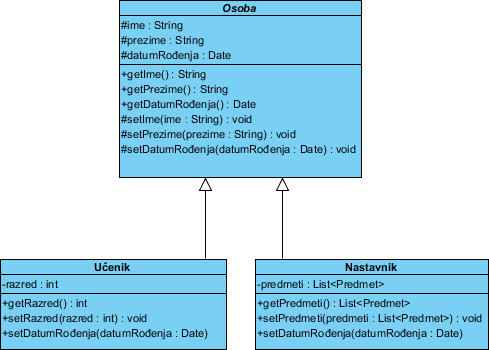 Osoba
#ime : String
#prezime : String
#datumRođenja : Date
+getIme() : String
+getPrezime() : String
+getDatumRođenja() : Date
#setIme(ime : String) : void
#setPrezime(prezime : String) : void
#setDatumRođenja(datumRođenja : Date) : void
Učenik
-razred : int
+getRazred() : int
+setRazred(razred : int) : void
+setDatumRođenja(datumRođenja : Date)
Nastavnik
-predmeti : List<Predmet>
+getPredmeti() : List<Predmet>
+setPredmeti(predmeti : List<Predmet>) : void
+setDatumRođenja(datumRođenja : Date)